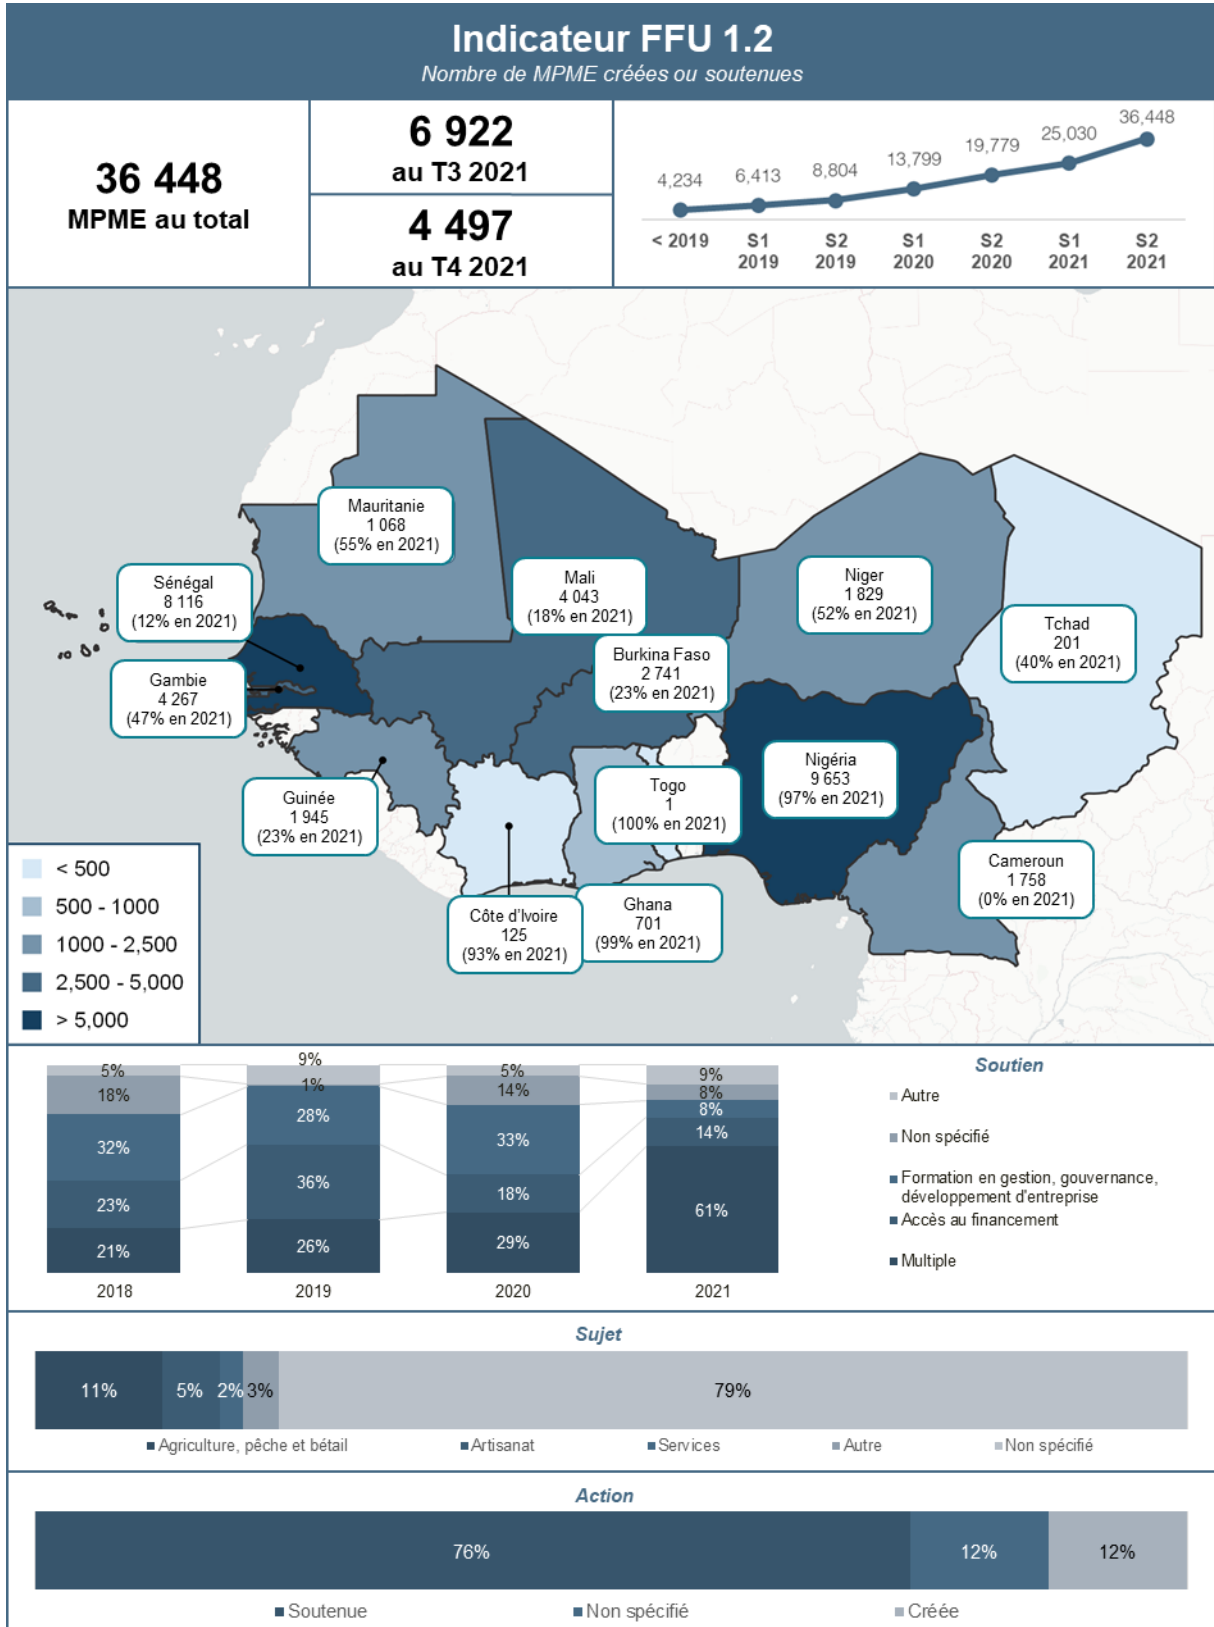 Indicateur FFU 1.2
Nombre de MPME créées ou soutenues
36 448
MPME au total
6 922
au T3 2021
4 497
au T4 2021
4,234
6,413
8,804
13,799
19,779
25,030
36,448
< 2019
S1
2019
S2
2019
S1
2020
S2
2020
S1
2021
S2
2021
Mauritanie
1 068
(55% en 2021)
Sénégal
8 116
(12% en 2021)
Mali
4 043
(18% en 2021)
Niger
1 829
(52% en 2021)
Tchad
201
(40% en 2021)
Burkina Faso
2 741
(23% en 2021)
Gambie
4 267
(47% en 2021)
Nigéria
9 653
(97% en 2021)
Togo
1
(100% en 2021)
Guinée
1 945
(23% en 2021)
Cameroun
1 758
(0% en 2021)
Côte d'Ivoire
125
(93% en 2021)
Ghana
701
(99% en 2021)
< 500
500 - 1000
1000 - 2,500
2,500 - 5,000
> 5,000
5%
18%
32%
23%
21%
2018
9%
1%
28%
36%
26%
2019
5%
14%
33%
18%
29%
2020
9%
8%
8%
14%
61%
2021
Soutien
Autre
Non spécifié
Formation en gestion, gouvernance,
développement d'entreprise
Accès au financement
Multiple
Sujet
11% 5% 2% 3% 79%
Agriculture, pêche et bétail Artisanat Services Autre Non spécifié
Action
76% 12% 12%
Soutenue Non spécifié Créée